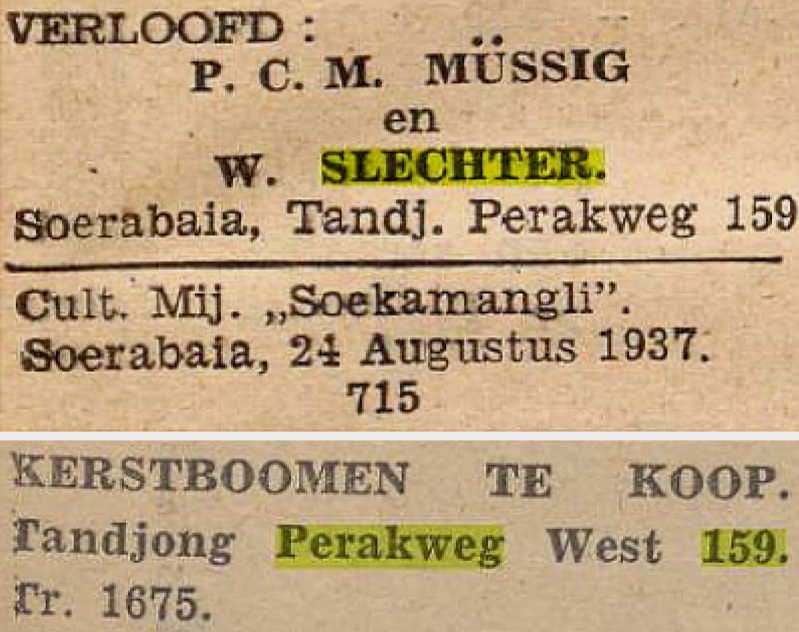 VERLOOFD :
P. C. M. MÜSSIG
en
W. SLECHTER.
Soerabaia, Tandj. Perakweg 159
Cult. Mij. „Soekamangli”.
Soerabaia, 24 Augustus 1937.
715
KERSTBOOMEN TE KOOP.
Tandjong Perakweg West 159.
Tr. 1675.